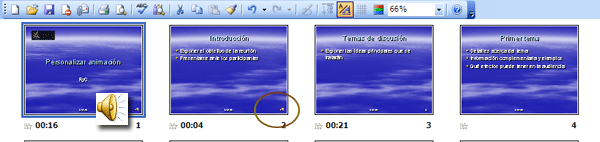 66%
Personalizar animación
Introducción
Exponer el objetivo de la reunión
Presentarse ante los participantes
Temas de discusión
Exponer las ideas principales que se
tratarán
Primer tema
Detalles acerca del tema
Información complementaria y ejemplos
Qué efectos puede tener en la audiencia
00:16 1
00:04 2
00:21 3
4